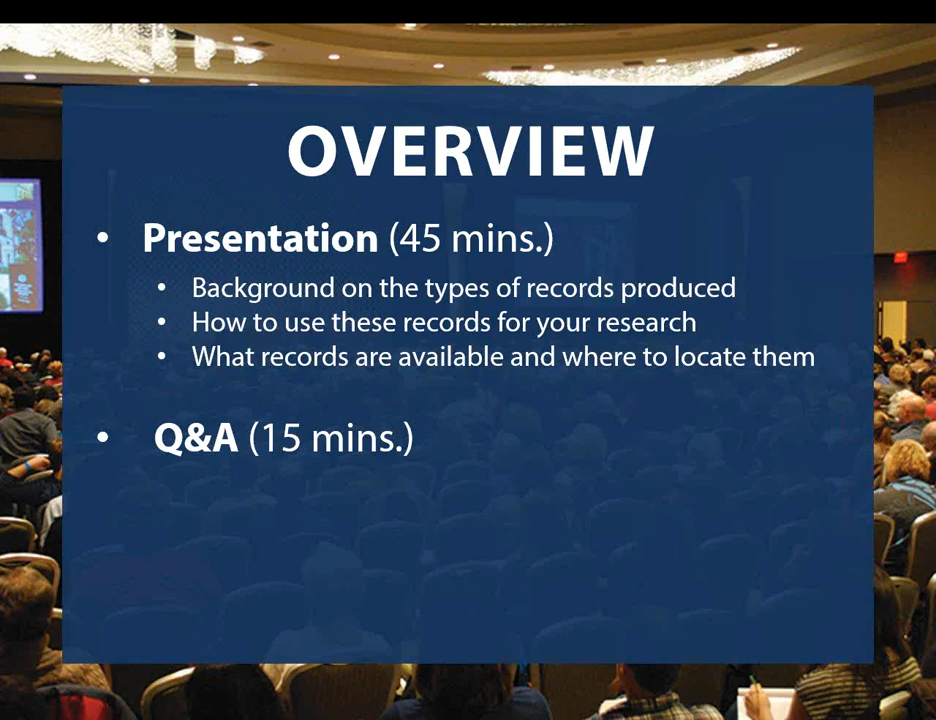 OVERVIEW
• Presentation (45 mins.)
• Background on the types of records produced
• How to use these records for your research
• What records are available and where to locate them
• Q&A (15 mins.)